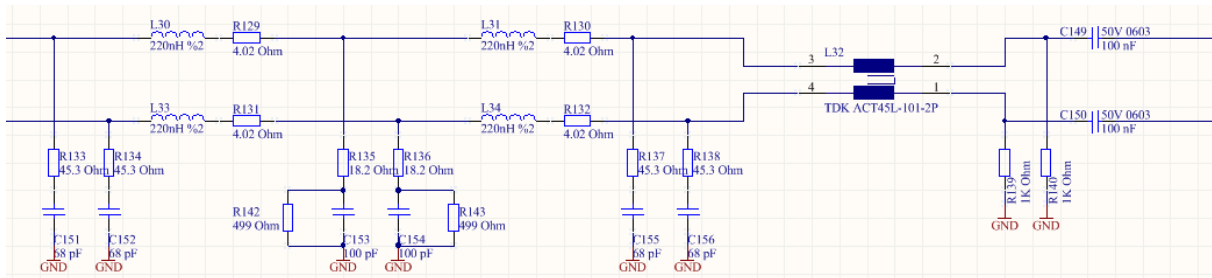 L30
220nH %2
R129
4.02 Ohm
L31
220nH %2
R130
4.02 Ohm
L32
3
2
4
1
TDK ACT45L-101-2P
C149
50V 0603
100 nF
L33
220nH %2
R131
4.02 Ohm
L34
220nH %2
R132
4.02 Ohm
C150
50V 0603
100 nF
R133
45.3 Ohm
R134
45.3 Ohm
R135
18.2 Ohm
R136
18.2 Ohm
R137
45.3 Ohm
R138
45.3 Ohm
R139
1K Ohm
R140
1K Ohm
R142
499 Ohm
R143
499 Ohm
C151
68 pF
C152
68 pF
C153
100 pF
C154
100 pF
C155
68 pF
C156
68 pF
GND
GND
GND
GND
GND
GND
GND
GND